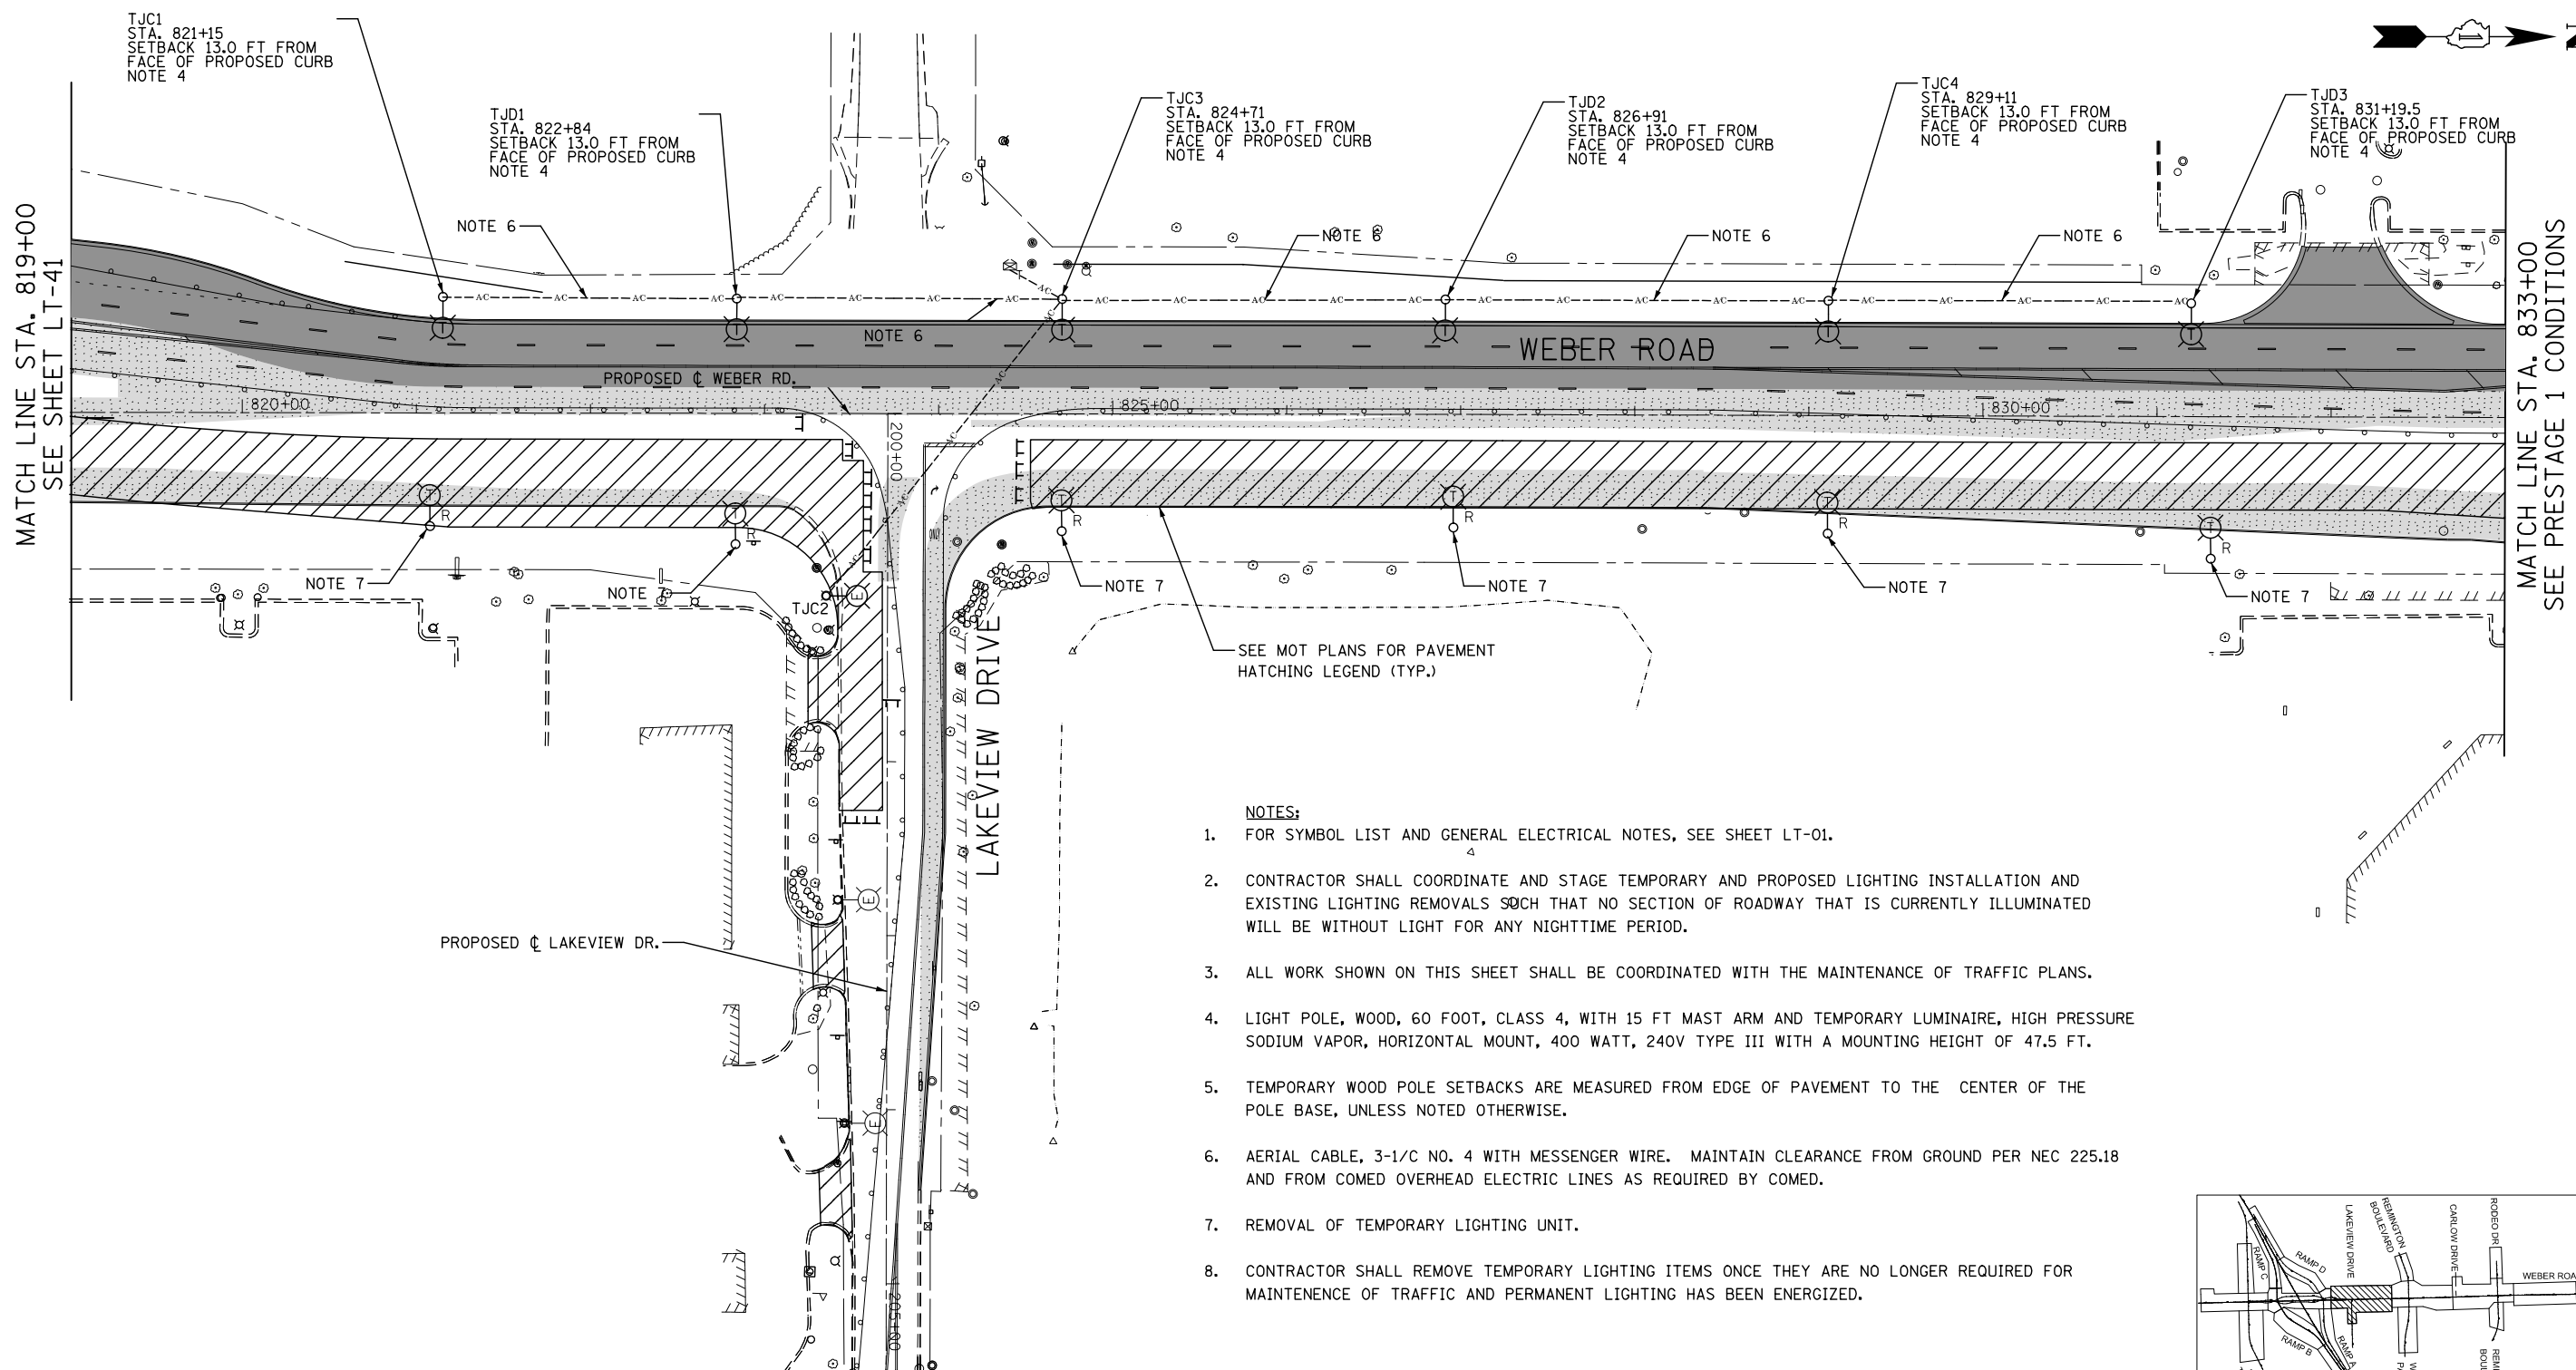 TJC1
STA. 821+15
SETBACK 13.0 FT FROM
FACE OF PROPOSED CURB
NOTE 4
TJD1
STA. 822+84
SETBACK 13.0 FT FROM
FACE OF PROPOSED CURB
NOTE 4
TJC3
STA. 824+71
SETBACK 13.0 FT FROM
FACE OF PROPOSED CURB
NOTE 4
TJD2
STA. 826+91
SETBACK 13.0 FT FROM
FACE OF PROPOSED CURB
NOTE 4
TJC4
STA. 829+11
SETBACK 13.0 FT FROM
FACE OF PROPOSED CURB
NOTE 4
TJD3
STA. 831+19.5
SETBACK 13.0 FT FROM
FACE OF PROPOSED CURB
NOTE 4
MATCH LINE STA. 819+00
SEE SHEET LT-41
MATCH LINE STA. 833+00
SEE PRESTAGE 1 CONDITIONS
NOTE 6
NOTE 6
NOTE 6
NOTE 6
NOTE 6
WEBER ROAD
PROPOSED ℄ WEBER RD.
820+00
825+00
830+00
200+00
NOTE 7
NOTE 7
TJC2
NOTE 7
NOTE 7
NOTE 7
NOTE 7
ONLY
SEE MOT PLANS FOR PAVEMENT
HATCHING LEGEND (TYP.)
LAKEVIEW DRIVE
PROPOSED ℄ LAKEVIEW DR.
205+00
NOTES:
1. FOR SYMBOL LIST AND GENERAL ELECTRICAL NOTES, SEE SHEET LT-01.
2. CONTRACTOR SHALL COORDINATE AND STAGE TEMPORARY AND PROPOSED LIGHTING INSTALLATION AND
EXISTING LIGHTING REMOVALS SUCH THAT NO SECTION OF ROADWAY THAT IS CURRENTLY ILLUMINATED
WILL BE WITHOUT LIGHT FOR ANY NIGHTTIME PERIOD.
3. ALL WORK SHOWN ON THIS SHEET SHALL BE COORDINATED WITH THE MAINTENANCE OF TRAFFIC PLANS.
4. LIGHT POLE, WOOD, 60 FOOT, CLASS 4, WITH 15 FT MAST ARM AND TEMPORARY LUMINAIRE, HIGH PRESSURE
SODIUM VAPOR, HORIZONTAL MOUNT, 400 WATT, 240V TYPE III WITH A MOUNTING HEIGHT OF 47.5 FT.
5. TEMPORARY WOOD POLE SETBACKS ARE MEASURED FROM EDGE OF PAVEMENT TO THE CENTER OF THE
POLE BASE, UNLESS NOTED OTHERWISE.
6. AERIAL CABLE, 3-1/C NO. 4 WITH MESSENGER WIRE. MAINTAIN CLEARANCE FROM GROUND PER NEC 225.18
AND FROM COMED OVERHEAD ELECTRIC LINES AS REQUIRED BY COMED.
7. REMOVAL OF TEMPORARY LIGHTING UNIT.
8. CONTRACTOR SHALL REMOVE TEMPORARY LIGHTING ITEMS ONCE THEY ARE NO LONGER REQUIRED FOR
MAINTENENCE OF TRAFFIC AND PERMANENT LIGHTING HAS BEEN ENERGIZED.
RAMP C
RAMP D
LAKEVIEW DRIVE
REMINGTON
BOULEVARD
CARLOW DRIVE
RODEO DR
WEBER ROA
RAMP B
RAMP A